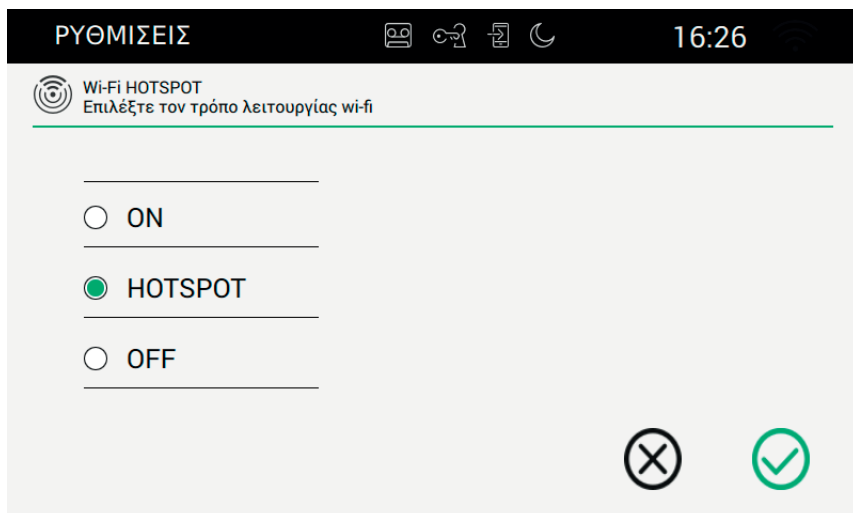 ΡΥΘΜΙΣΕΙΣ 16:26
Wi-Fi HOTSPOT
Επιλέξτε τον τρόπο λειτουργίας wi-fi
ON
HOTSPOT
OFF